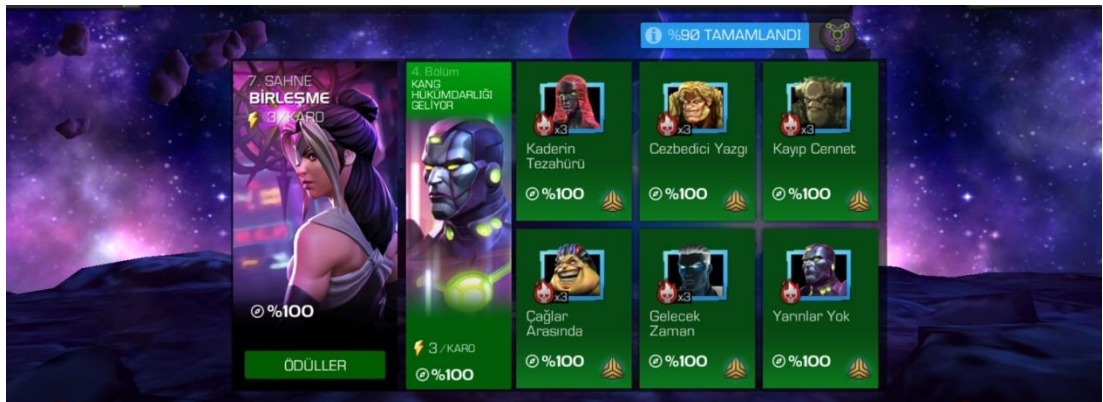 %90 TAMAMLANDI
7. SAHNE
BİRLEŞME
3/KARO
%100
ÖDÜLLER
4. Bölüm
KANG
HÜKÜMDARLIĞI
GELİYOR
3/KARO
%100
x3
Kaderin
Tezahürü
%100
x3
Cezbedici Yazgı
%100
x3
Kayıp Cennet
%100
x3
Çağlar
Arasında
%100
x3
Gelecek
Zaman
%100
Yarınlar Yok
%100